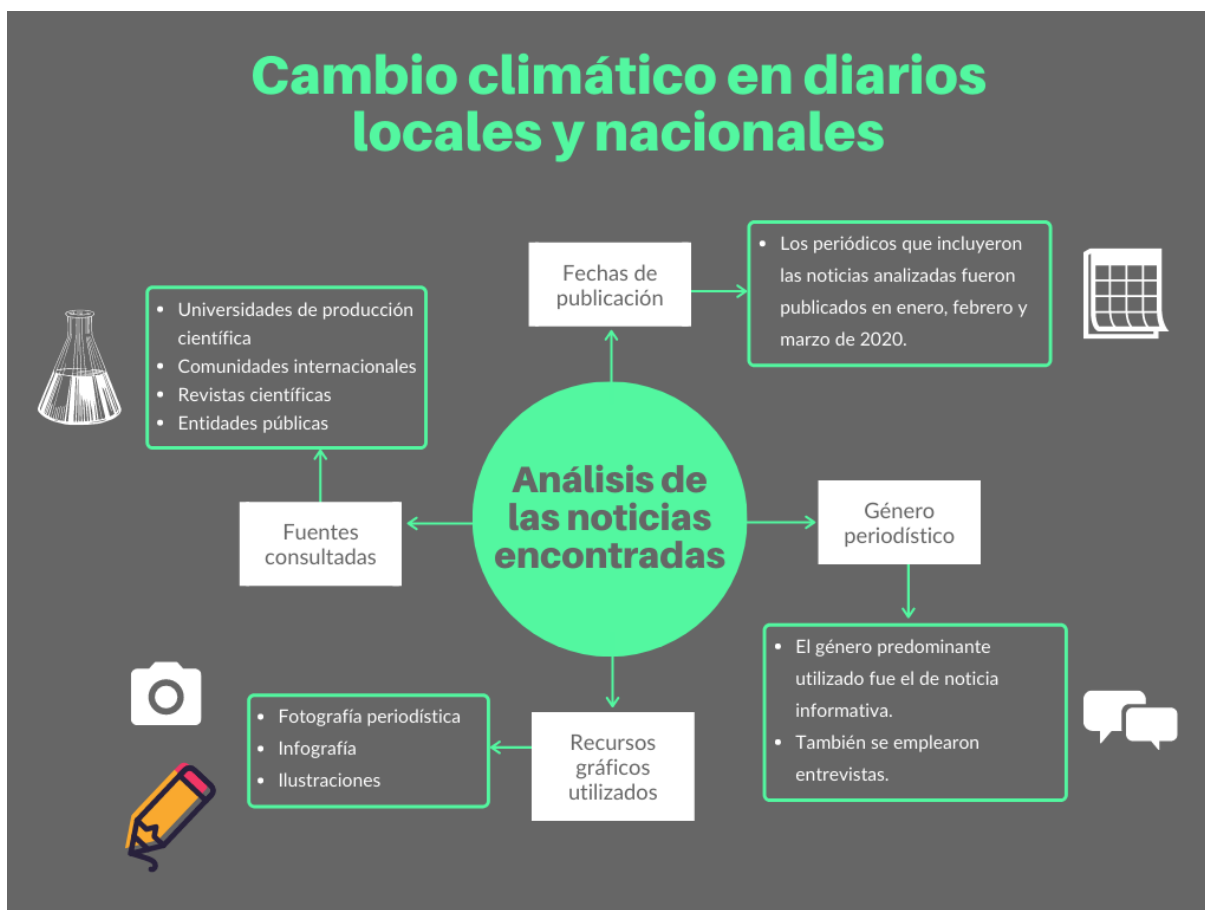 Cambio climático en diarios
locales y nacionales
Fechas de
publicación
• Los periódicos que incluyeron
las noticias analizadas fueron
publicados en enero, febrero y
marzo de 2020.
• Universidades de producción
científica
• Comunidades internacionales
• Revistas científicas
• Entidades públicas
Fuentes
consultadas
Análisis de
las noticias
encontradas
Género
periodístico
• El género predominante
utilizado fue el de noticia
informativa.
• También se emplearon
entrevistas.
Recursos
gráficos
utilizados
• Fotografía periodística
• Infografía
• Ilustraciones